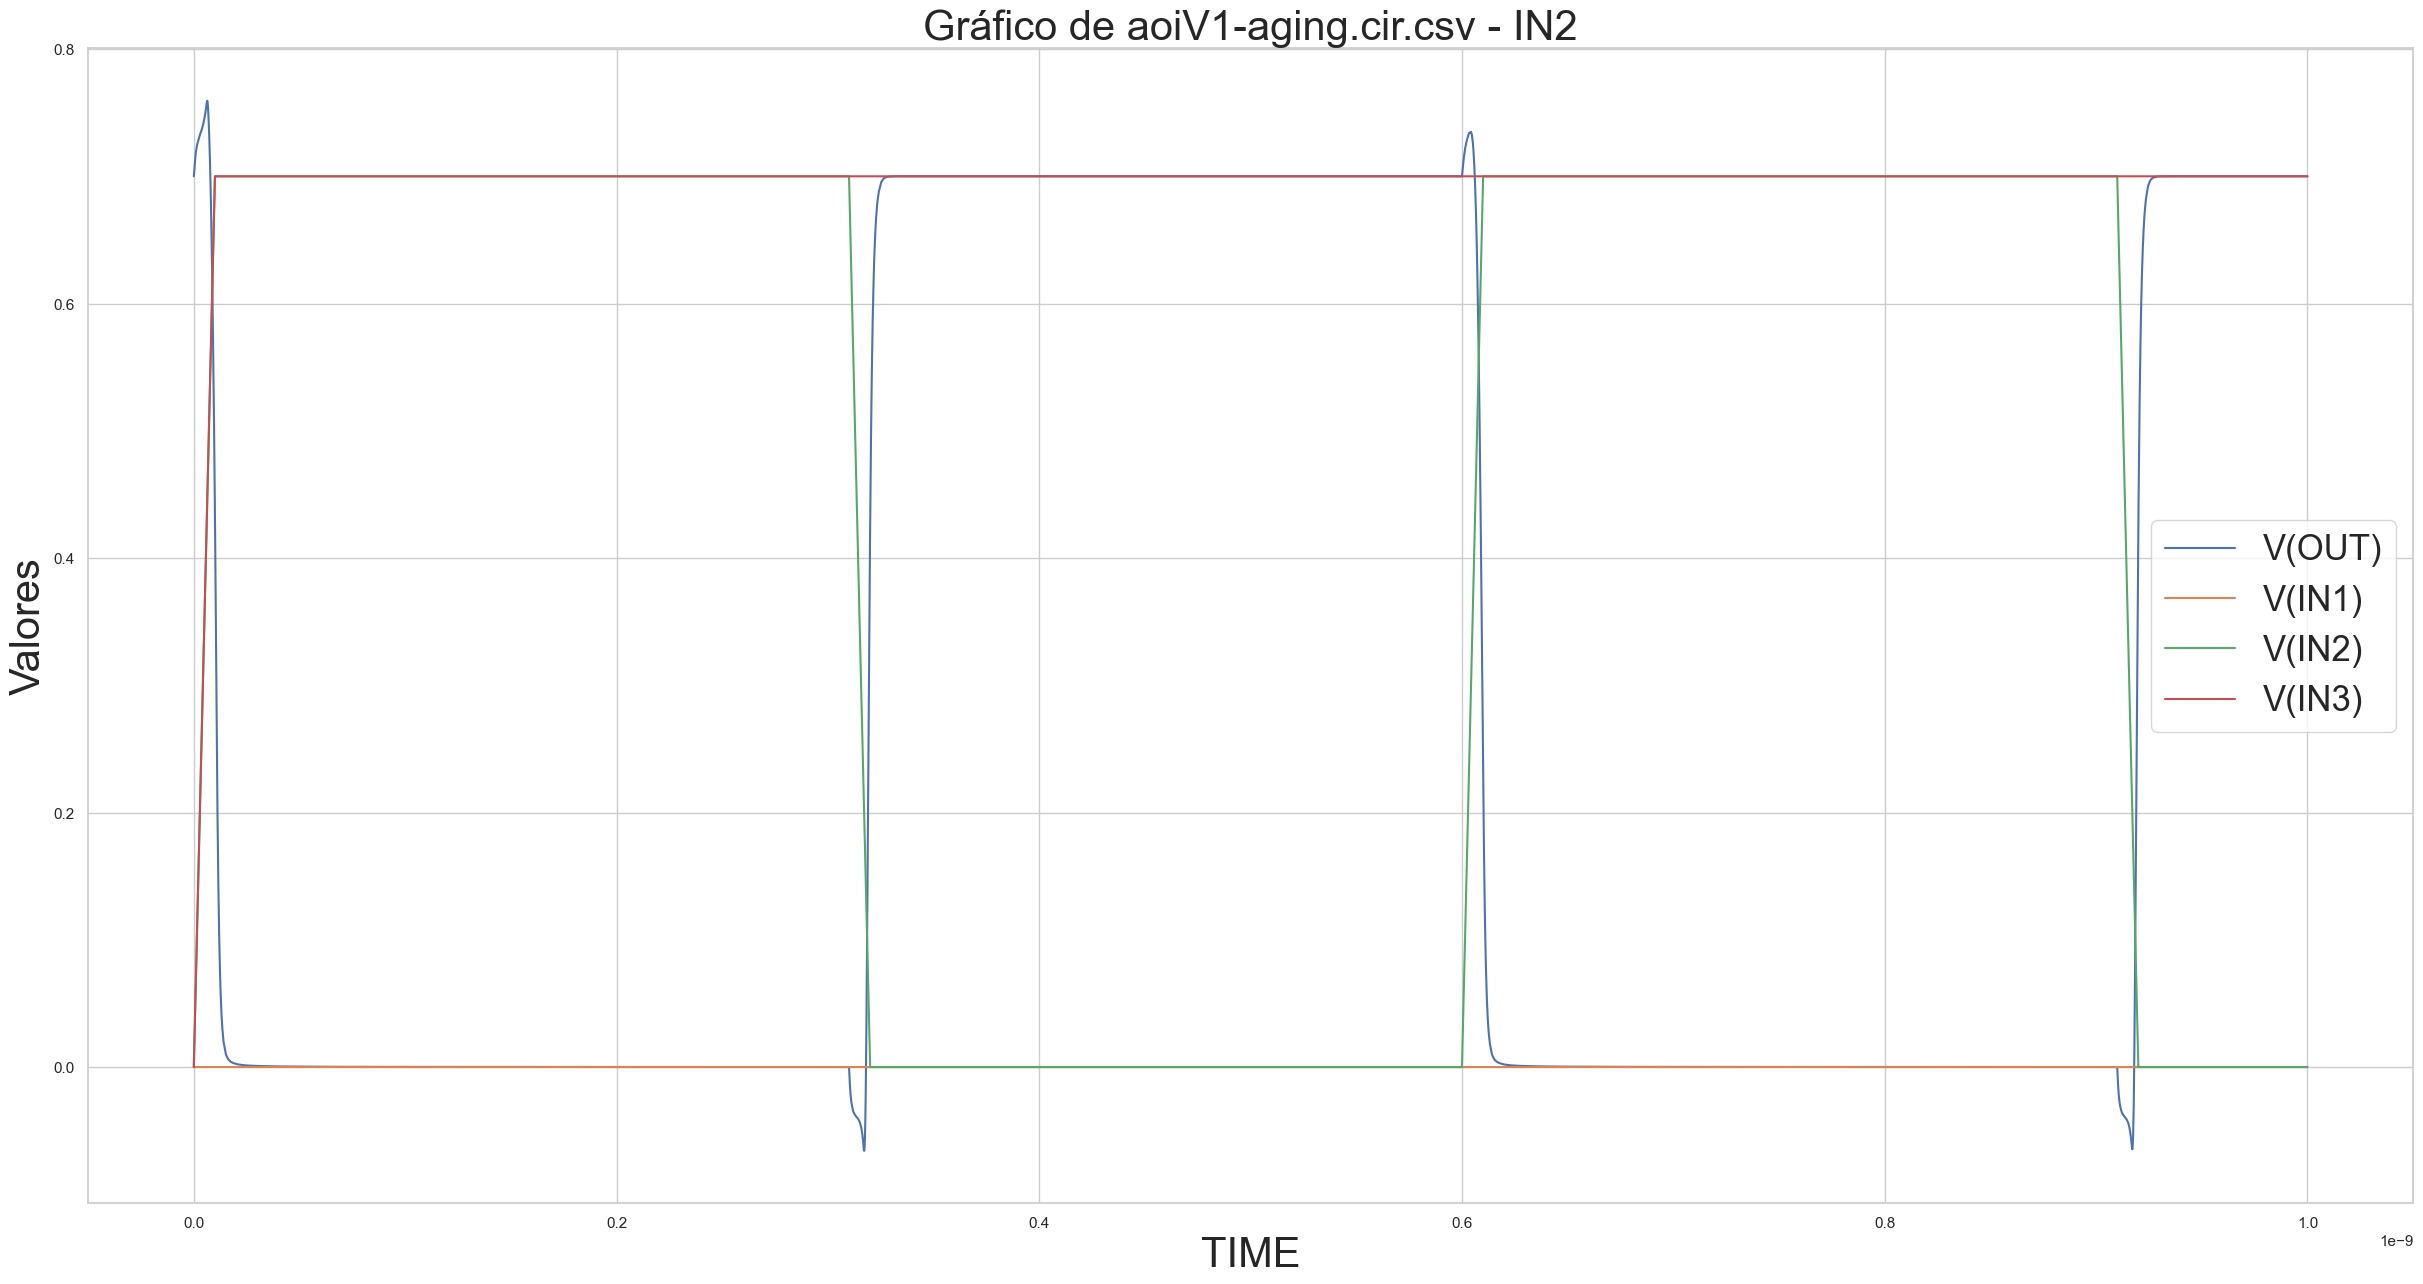 Gráfico de aoiV1-aging.cir.csv - IN2
0.8
0.6
0.4
0.2
0.0
Valores
V(OUT)
V(IN1)
V(IN2)
V(IN3)
0.0 0.2 0.4 0.6 0.8 1.0
1e−9
TIME